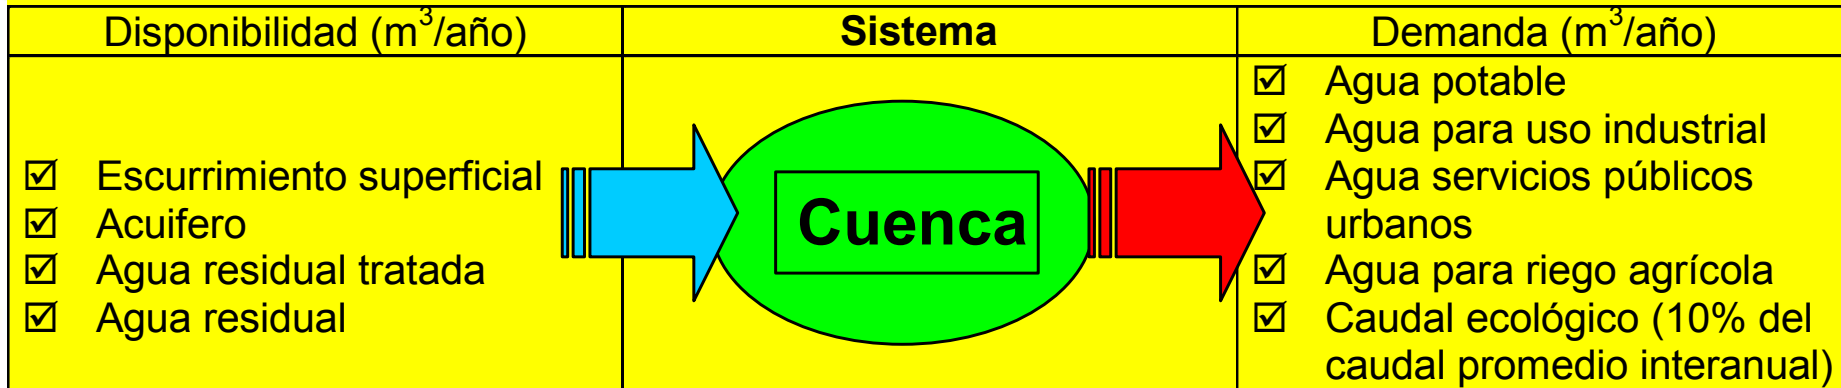 Disponibilidad (m³/año)
Sistema
Demanda (m³/año)
☑ Escurrimiento superficial
☑ Acuifero
☑ Agua residual tratada
☑ Agua residual
Cuenca
☑ Agua potable
☑ Agua para uso industrial
☑ Agua servicios públicos
urbanos
☑ Agua para riego agrícola
☑ Caudal ecológico (10% del
caudal promedio interanual)